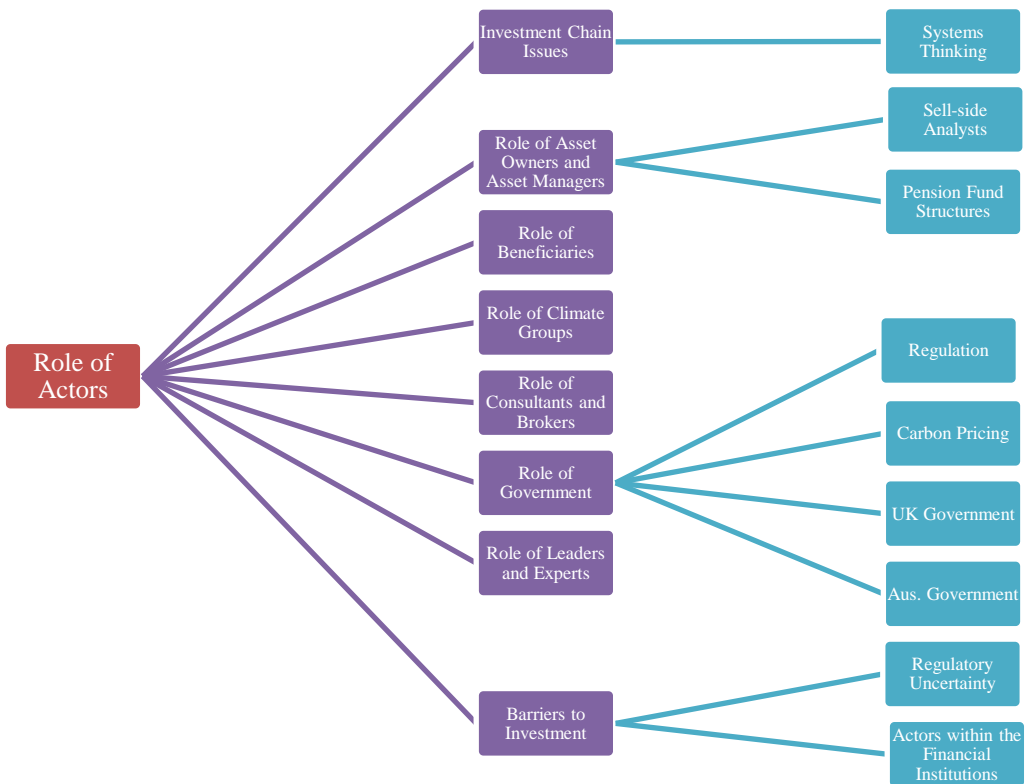 Role of
Actors
Investment Chain
Issues
Role of Asset
Owners and
Asset Managers
Role of
Beneficiaries
Role of Climate
Groups
Role of
Consultants and
Brokers
Role of
Government
Role of Leaders
and Experts
Barriers to
Investment
Systems
Thinking
Sell-side
Analysts
Pension Fund
Structures
Regulation
Carbon Pricing
UK Government
Aus. Government
Regulatory
Uncertainty
Actors within the
Financial
Institutions